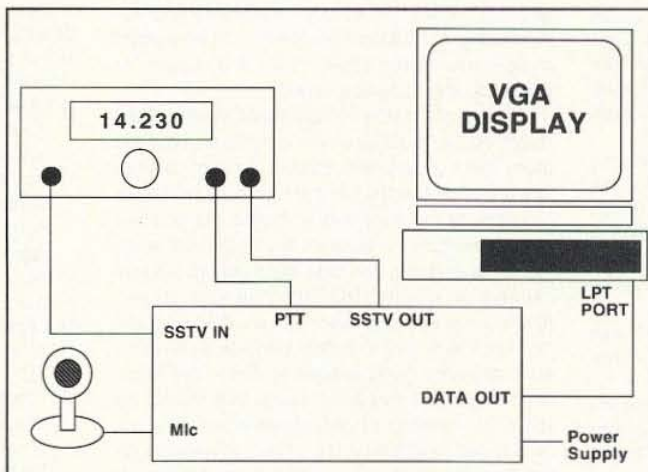 14.230
VGA
DISPLAY
LPT
PORT
SSTV IN
PTT
SSTV OUT
DATA OUT
MIc
Power
Supply